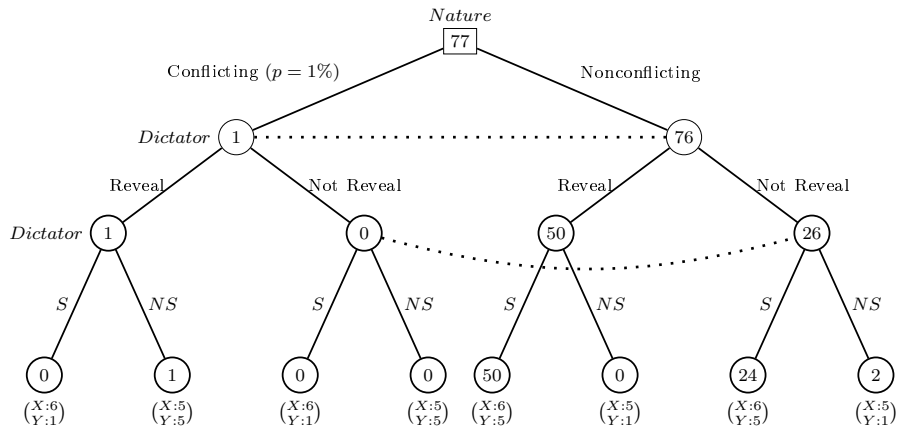 Nature
77
Conflicting (p = 1%)
Nonconflicting
Dictator
1
76
Reveal
Not Reveal
Reveal
Not Reveal
Dictator
1
0
50
26
S
NS
S
NS
S
NS
S
NS
0
1
0
0
50
0
24
2
(X:6 Y:1)
(X:5 Y:5)
(X:6 Y:1)
(X:5 Y:5)
(X:6 Y:5)
(X:5 Y:1)
(X:6 Y:5)
(X:5 Y:1)